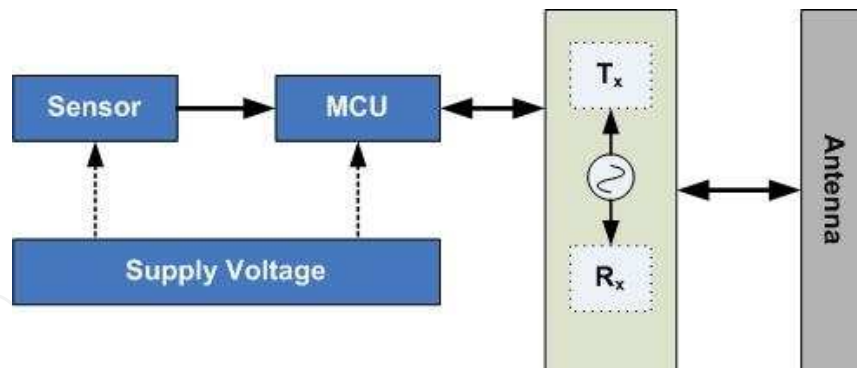 Sensor
MCU
Supply Voltage
Tx
Rx
Antenna